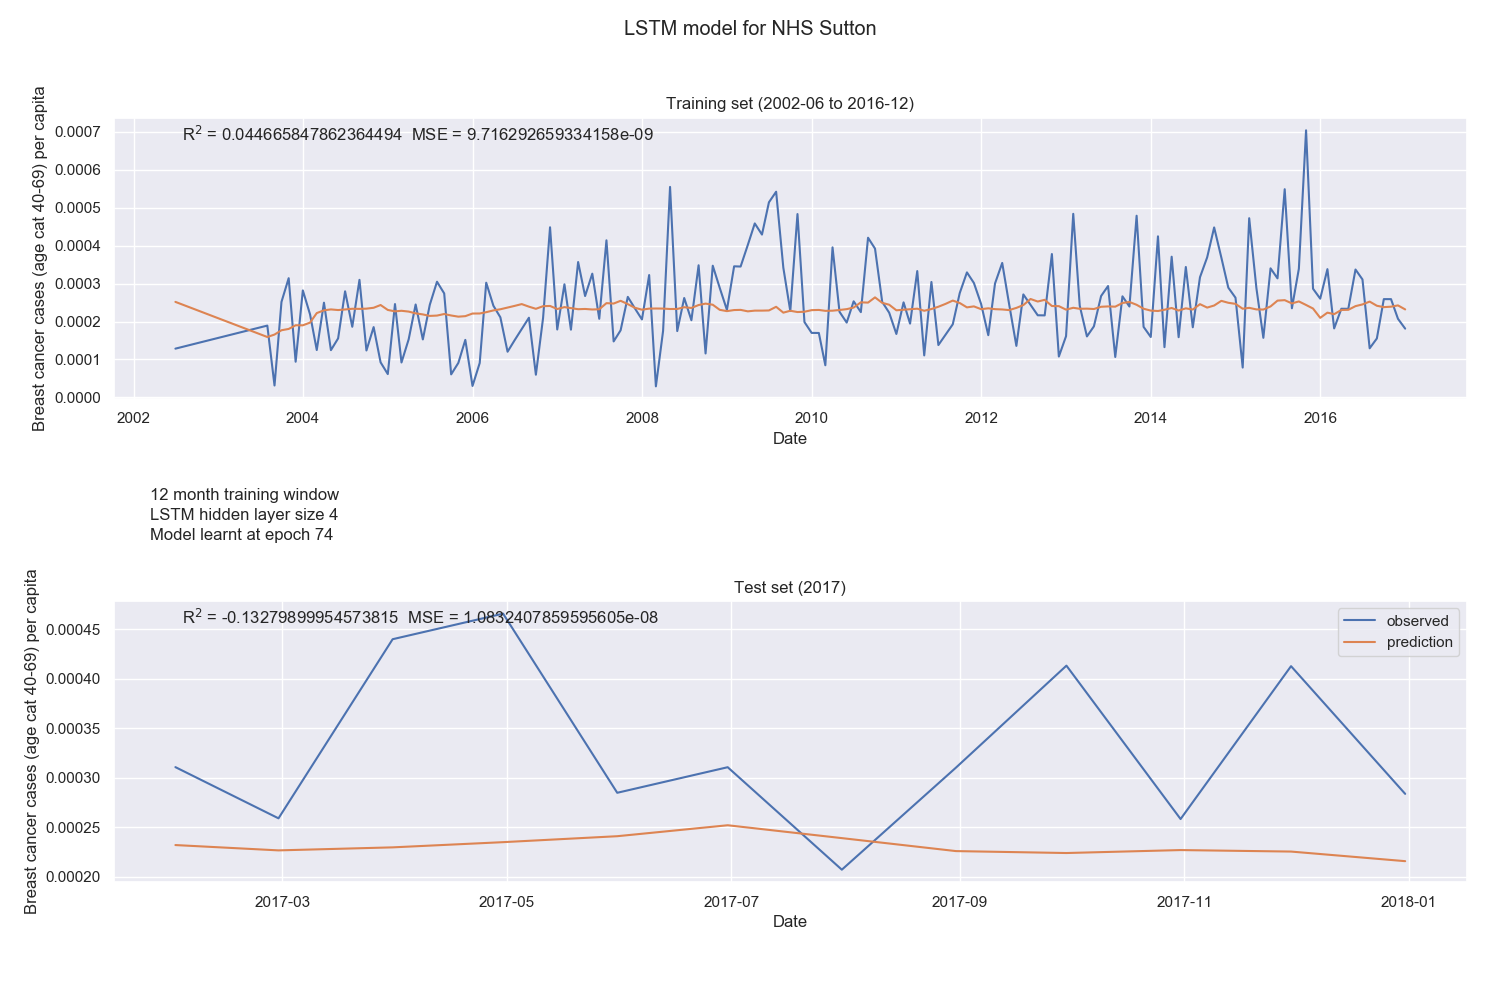 LSTM model for NHS Sutton
Training set (2002-06 to 2016-12)
R² = 0.044665847862364494 MSE = 9.716292659334158e-09
Breast cancer cases (age cat 40-69) per capita
0.0007
0.0006
0.0005
0.0004
0.0003
0.0002
0.0001
0.0000
2002 2004 2006 2008 2010 2012 2014 2016
Date
12 month training window
LSTM hidden layer size 4
Model learnt at epoch 74
Test set (2017)
R² = -0.13279899954573815 MSE = 1.0832407859595605e-08
observed
prediction
Breast cancer cases (age cat 40-69) per capita
0.00045
0.00040
0.00035
0.00030
0.00025
0.00020
2017-03 2017-05 2017-07 2017-09 2017-11 2018-01
Date